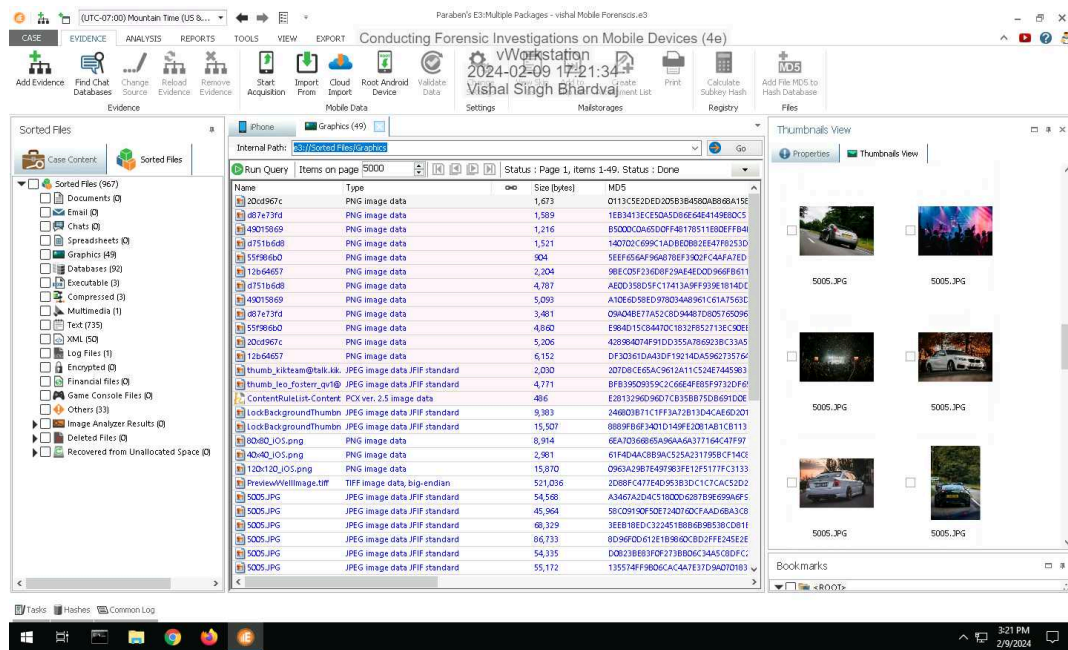 (UTC-07:00) Mountain Time (US &...
Paraben's E3:Multiple Packages - vishal Mobile Forenscis.e3
CASE EVIDENCE ANALYSIS REPORTS TOOLS VIEW EXPORT
Conducting Forensic Investigations on Mobile Devices (4e)
vWorkstation
2024-02-09 17:21:34
Vishal Singh Bhardvaj
Add Evidence
Find Chat Databases
Change Source
Reload Evidence
Remove Evidence
Start Acquisition
Import From
Cloud Import
Root Android Device
Validate Data
Print
Calculate Subkey Hash
Add File MD5 to Hash Database
Evidence
Mobile Data
Settings
Mailstorages
Registry
Files
Sorted Files
Case Content
Sorted Files
Sorted Files (967)
Documents (0)
Email (0)
Chats (0)
Spreadsheets (0)
Graphics (49)
Databases (92)
Executable (3)
Compressed (3)
Multimedia (1)
Text (735)
XML (50)
Log Files (1)
Encrypted (0)
Financial files (0)
Game Console Files (0)
Others (33)
Image Analyzer Results (0)
Deleted Files (0)
Recovered from Unallocated Space (0)
iPhone
Graphics (49)
Internal Path: e3://Sorted Files/Graphics
Go
Run Query Items on page 5000 Status : Page 1, items 1-49. Status : Done
Name Type Size (bytes) MD5
20cd967c PNG image data 1,673
d87e73fd PNG image data 1,589
49015869 PNG image data 1,216
d751b6d8 PNG image data 1,521
55f986b0 PNG image data 904
12b64657 PNG image data 2,204
d751b6d8 PNG image data 4,787
49015869 PNG image data 5,093
d87e73fd PNG image data 3,481
55f986b0 PNG image data 4,860
20cd967c PNG image data 5,206
12b64657 PNG image data 6,152
thumb_kikteam@talk.kik. JPEG image data JFIF standard 2,030
thumb_leo_fosterr_qv1@ JPEG image data JFIF standard 4,771
ContentRuleList-Content PCX ver. 2.5 image data 486
LockBackgroundThumbn JPEG image data JFIF standard 9,383
LockBackgroundThumbn JPEG image data JFIF standard 15,507
80x80_iOS.png PNG image data 8,914
40x40_iOS.png PNG image data 2,981
120x120_iOS.png PNG image data 15,870
PreviewWellImage.tiff TIFF image data, big-endian 521,036
5005.JPG JPEG image data JFIF standard 54,568
5005.JPG JPEG image data JFIF standard 45,964
5005.JPG JPEG image data JFIF standard 68,329
5005.JPG JPEG image data JFIF standard 86,733
5005.JPG JPEG image data JFIF standard 54,335
5005.JPG JPEG image data JFIF standard 55,172
Thumbnails View
Properties
Thumbnails View
5005.JPG 5005.JPG
5005.JPG 5005.JPG
5005.JPG 5005.JPG
Bookmarks
<ROOT>
Tasks Hashes Common Log
3:21 PM
2/9/2024